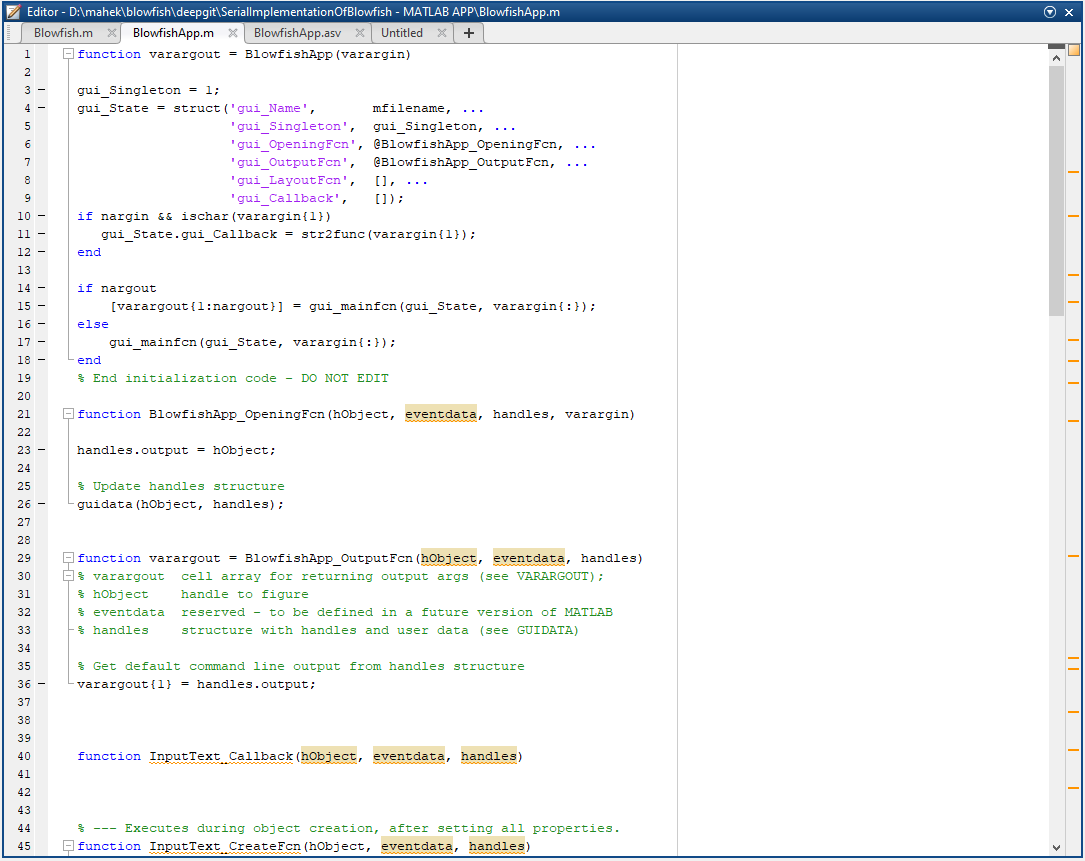 Editor - D:\mahek\blowfish\deepgit\SerialImplementationOfBlowfish - MATLAB APP\BlowfishApp.m
Blowfish.m BlowfishApp.m BlowfishApp.asv Untitled
1 function varargout = BlowfishApp(varargin)
2
3 gui_Singleton = 1;
4 gui_State = struct('gui_Name', mfilename, ...
5 'gui_Singleton', gui_Singleton, ...
6 'gui_OpeningFcn', @BlowfishApp_OpeningFcn, ...
7 'gui_OutputFcn', @BlowfishApp_OutputFcn, ...
8 'gui_LayoutFcn', [], ...
9 'gui_Callback', []);
10 if nargin && ischar(varargin{1})
11 gui_State.gui_Callback = str2func(varargin{1});
12 end
13
14 if nargout
15 [varargout{1:nargout}] = gui_mainfcn(gui_State, varargin{:});
16 else
17 gui_mainfcn(gui_State, varargin{:});
18 end
19 % End initialization code - DO NOT EDIT
20
21 function BlowfishApp_OpeningFcn(hObject, eventdata, handles, varargin)
22
23 handles.output = hObject;
24
25 % Update handles structure
26 guidata(hObject, handles);
27
28
29 function varargout = BlowfishApp_OutputFcn(hObject, eventdata, handles)
30 % varargout cell array for returning output args (see VARARGOUT);
31 % hObject handle to figure
32 % eventdata reserved - to be defined in a future version of MATLAB
33 % handles structure with handles and user data (see GUIDATA)
34
35 % Get default command line output from handles structure
36 varargout{1} = handles.output;
37
38
39
40 function InputText_Callback(hObject, eventdata, handles)
41
42
43
44 % --- Executes during object creation, after setting all properties.
45 function InputText_CreateFcn(hObject, eventdata, handles)